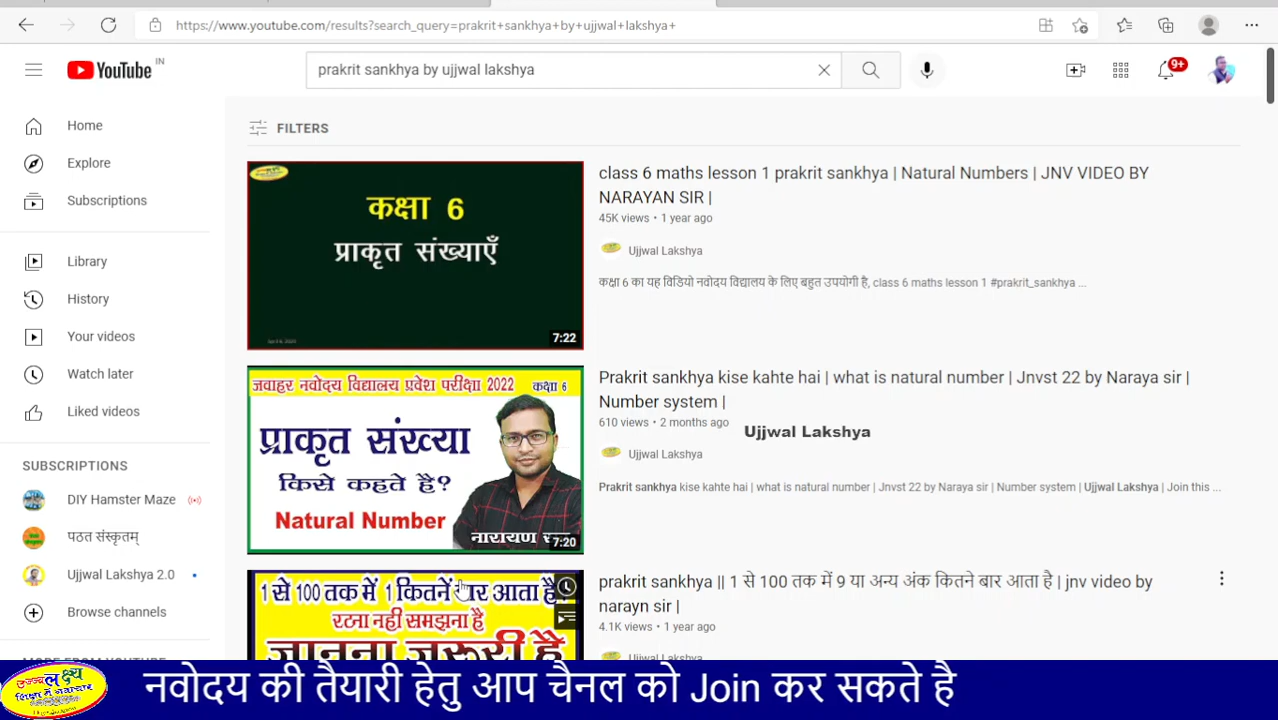 https://www.youtube.com/results?search_query=prakrit+sankhya+by+ujjwal+lakshya+
YouTube IN
prakrit sankhya by ujjwal lakshya
9+
Home
Explore
Subscriptions
Library
History
Your videos
Watch later
Liked videos
SUBSCRIPTIONS
DIY Hamster Maze
पठत संस्कृतम्
Ujjwal Lakshya 2.0
Browse channels
FILTERS
कक्षा 6
प्राकृत संख्याएँ
7:22
class 6 maths lesson 1 prakrit sankhya | Natural Numbers | JNV VIDEO BY
NARAYAN SIR |
45K views • 1 year ago
Ujjwal Lakshya
कक्षा 6 का यह विडियो नवोदय विद्यालय के लिए बहुत उपयोगी है, class 6 maths lesson 1 #prakrit_sankhya ...
जवाहर नवोदय विद्यालय प्रवेश परीक्षा 2022 कक्षा 6
प्राकृत संख्या
किसे कहते है?
Natural Number
नारायण
7:20
Prakrit sankhya kise kahte hai | what is natural number | Jnvst 22 by Naraya sir |
Number system |
610 views • 2 months ago
Ujjwal Lakshya
Ujjwal Lakshya
Prakrit sankhya kise kahte hai | what is natural number | Jnvst 22 by Naraya sir | Number system | Ujjwal Lakshya | Join this ...
1 से 100 तक में 1 कितनें बार आता है
रटना नहीं समझना है
जानना जरूरी है
prakrit sankhya || 1 से 100 तक में 9 या अन्य अंक कितने बार आता है | jnv video by
narayn sir |
4.1K views • 1 year ago
उज्ज्वल लक्ष्य
शिक्षा में नवाचार
नवोदय की तैयारी हेतु आप चैनल को Join कर सकते है